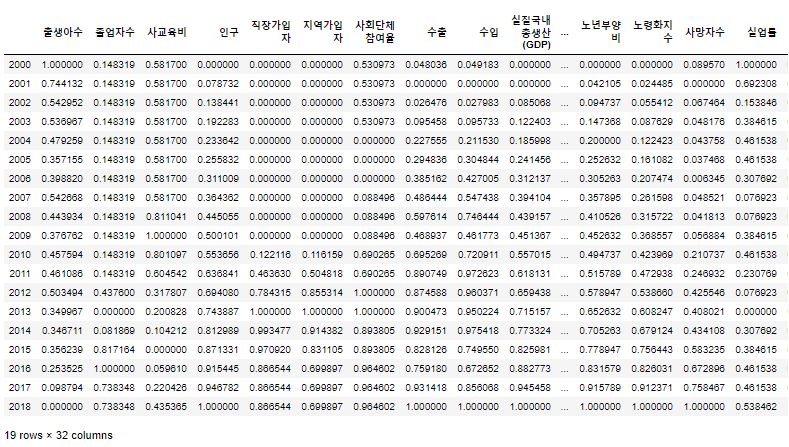 출생아수 졸업자수 사교육비 인구 직장가입자 지역가입자 사회단체참여율 수출 수입 실질국내총생산(GDP) ... 노년부양비 노령화지수 사망자수 실업률
2000 1.000000 0.148319 0.581700 0.000000 0.000000 0.000000 0.530973 0.048036 0.049183 0.000000 ... 0.000000 0.000000 0.089570 1.000000
2001 0.744132 0.148319 0.581700 0.078732 0.000000 0.000000 0.530973 0.000000 0.000000 0.037420 ... 0.042105 0.024485 0.000000 0.692308
2002 0.542952 0.148319 0.581700 0.138441 0.000000 0.000000 0.530973 0.026476 0.027983 0.085068 ... 0.094737 0.055412 0.067464 0.153846
2003 0.536967 0.148319 0.581700 0.192283 0.000000 0.000000 0.530973 0.095458 0.095733 0.122403 ... 0.147368 0.087629 0.048176 0.384615
2004 0.479259 0.148319 0.581700 0.233642 0.000000 0.000000 0.000000 0.227555 0.211530 0.185998 ... 0.200000 0.122423 0.043758 0.461538
2005 0.357155 0.148319 0.581700 0.255832 0.000000 0.000000 0.000000 0.294836 0.304844 0.241456 ... 0.252632 0.161082 0.037468 0.461538
2006 0.398820 0.148319 0.581700 0.311009 0.000000 0.000000 0.000000 0.385162 0.427005 0.312137 ... 0.305263 0.207474 0.006345 0.307692
2007 0.542668 0.148319 0.581700 0.364362 0.000000 0.000000 0.088496 0.486444 0.547438 0.394104 ... 0.357895 0.261598 0.048521 0.076923
2008 0.443934 0.148319 0.811041 0.445055 0.000000 0.000000 0.088496 0.597614 0.746444 0.439157 ... 0.410526 0.315722 0.041813 0.076923
2009 0.376762 0.148319 1.000000 0.500101 0.000000 0.000000 0.088496 0.468937 0.461773 0.451367 ... 0.452632 0.368557 0.056884 0.384615
2010 0.457594 0.148319 0.801097 0.553656 0.122116 0.116159 0.690265 0.695269 0.720911 0.557015 ... 0.494737 0.423969 0.210737 0.461538
2011 0.461086 0.148319 0.604542 0.636841 0.463630 0.504818 0.690265 0.890749 0.972623 0.618131 ... 0.515789 0.472938 0.246932 0.230769
2012 0.503494 0.437600 0.317807 0.694080 0.784315 0.855314 1.000000 0.874588 0.960371 0.659438 ... 0.578947 0.538660 0.425546 0.076923
2013 0.349967 0.000000 0.200828 0.743887 1.000000 1.000000 1.000000 0.900473 0.950224 0.715157 ... 0.652632 0.608247 0.408021 0.000000
2014 0.346711 0.081869 0.104212 0.812989 0.993477 0.914382 0.893805 0.929151 0.975418 0.773324 ... 0.705263 0.679124 0.434108 0.307692
2015 0.356239 0.817164 0.000000 0.871331 0.970920 0.831105 0.893805 0.828126 0.749550 0.825981 ... 0.778947 0.756443 0.583235 0.384615
2016 0.253525 1.000000 0.059610 0.915445 0.866544 0.699897 0.964602 0.759180 0.672652 0.882773 ... 0.831579 0.826031 0.672896 0.461538
2017 0.098794 0.738348 0.220426 0.946782 0.866544 0.699897 0.964602 0.931418 0.856068 0.945458 ... 0.915789 0.912371 0.758467 0.461538
2018 0.000000 0.738348 0.435365 1.000000 0.866544 0.699897 0.964602 1.000000 1.000000 1.000000 ... 1.000000 1.000000 1.000000 0.538462
19 rows × 32 columns